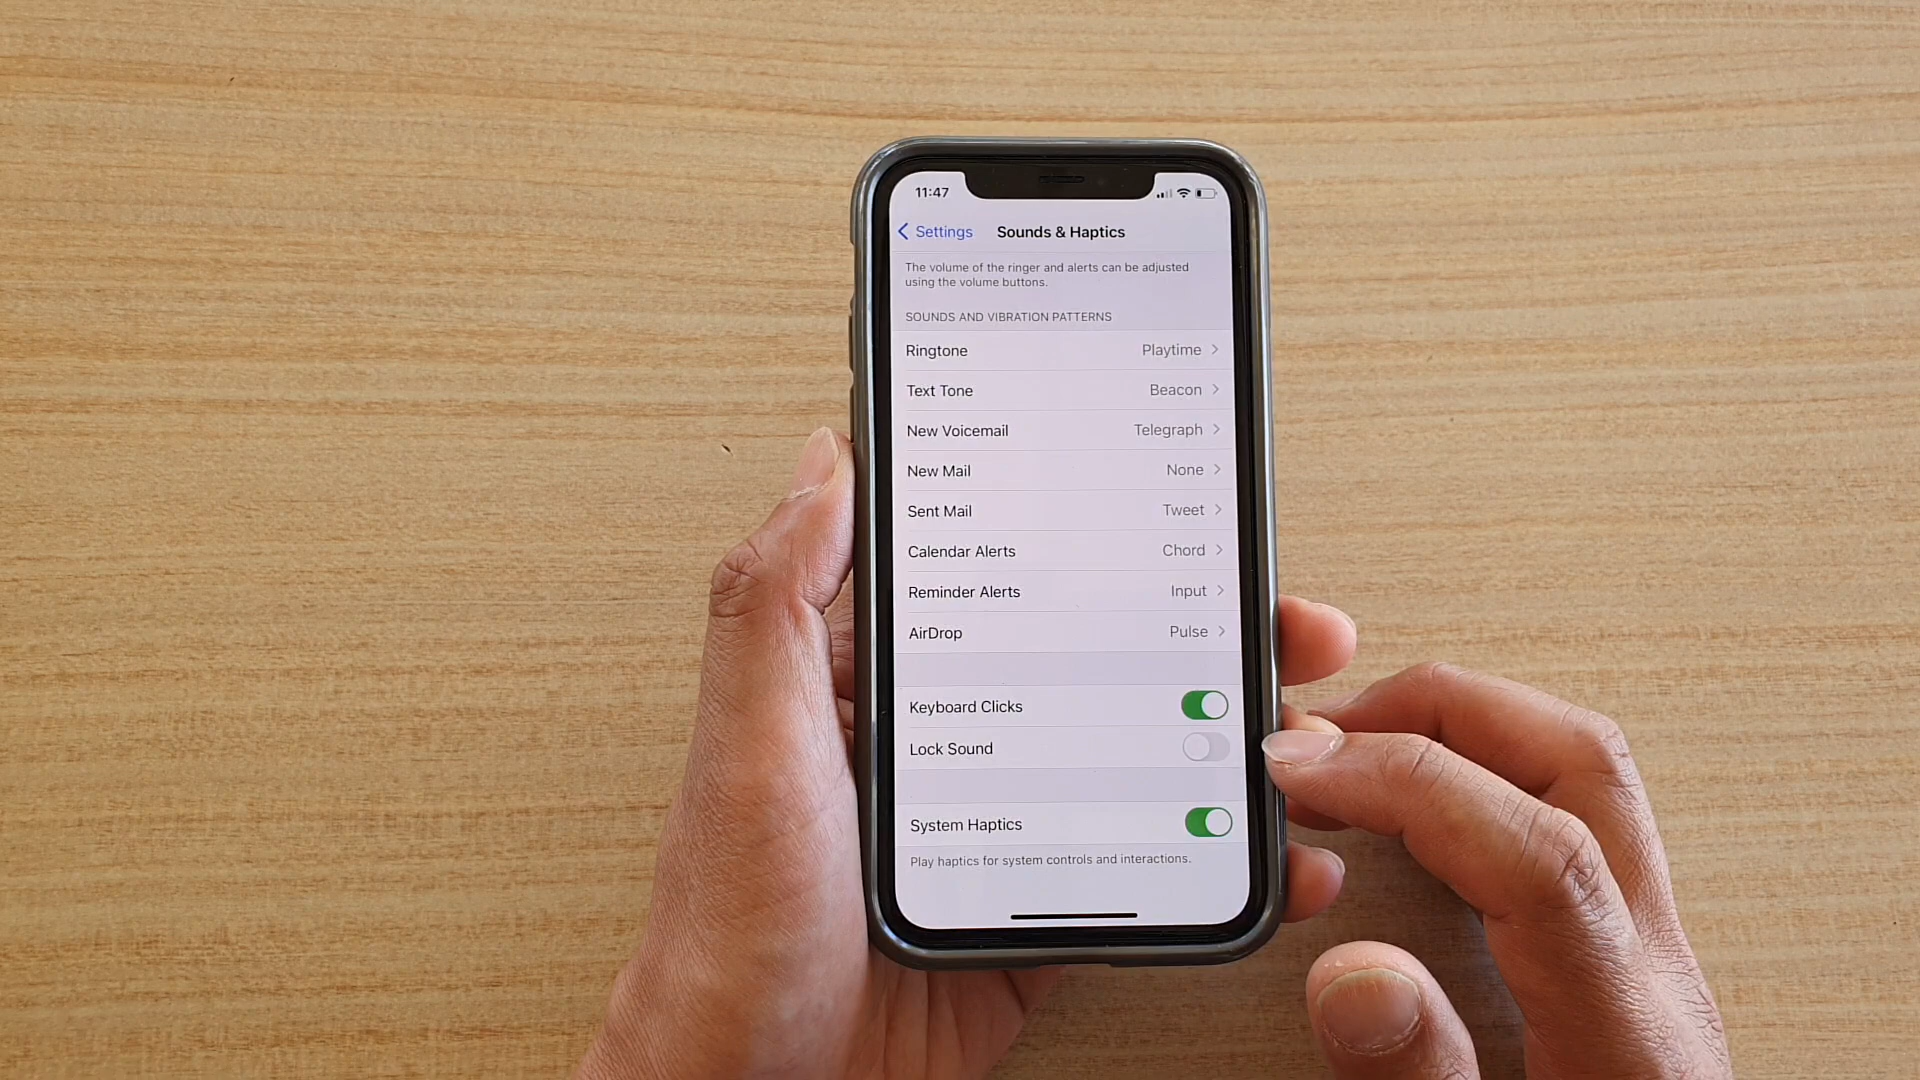 11:47
Settings Sounds & Haptics
The volume of the ringer and alerts can be adjusted
using the volume buttons.
SOUNDS AND VIBRATION PATTERNS
Ringtone Playtime
Text Tone Beacon
New Voicemail Telegraph
New Mail None
Sent Mail Tweet
Calendar Alerts Chord
Reminder Alerts Input
AirDrop Pulse
Keyboard Clicks
Lock Sound
System Haptics
Play haptics for system controls and interactions.